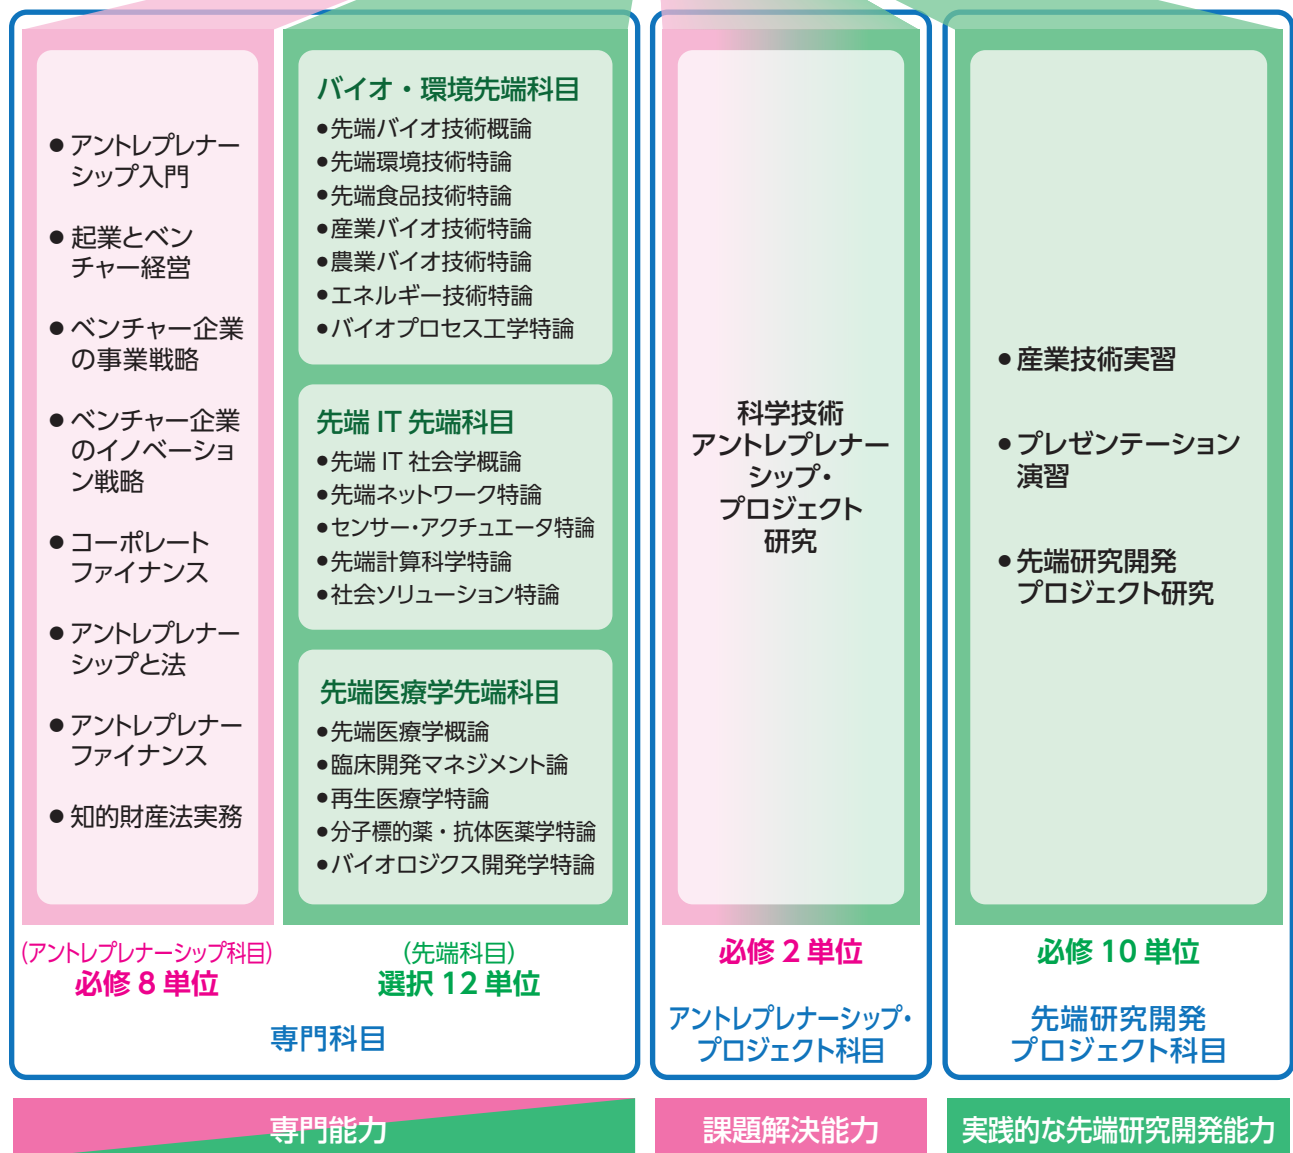 ● アントレプレナー
シップ入門
● 起業とベン
チャー経営
● ベンチャー企業
の事業戦略
● ベンチャー企業
のイノベーショ
ン戦略
● コーポレート
ファイナンス
● アントレプレナー
シップと法
● アントレプレナー
ファイナンス
● 知的財産法実務
(アントレプレナーシップ科目)
必修 8 単位
バイオ・環境先端科目
●先端バイオ技術概論
●先端環境技術特論
●先端食品技術特論
●産業バイオ技術特論
●農業バイオ技術特論
●エネルギー技術特論
●バイオプロセス工学特論
先端 IT 先端科目
●先端 IT 社会学概論
●先端ネットワーク特論
●センサー・アクチュエータ特論
●先端計算科学特論
●社会ソリューション特論
先端医療学先端科目
●先端医療学概論
●臨床開発マネジメント論
●再生医療学特論
●分子標的薬・抗体医薬学特論
●バイオロジクス開発学特論
(先端科目)
選択 12 単位
専門科目
科学技術
アントレプレナー
シップ・
プロジェクト
研究
必修 2 単位
アントレプレナーシップ・
プロジェクト科目
● 産業技術実習
● プレゼンテーション
演習
● 先端研究開発
プロジェクト研究
必修 10 単位
先端研究開発
プロジェクト科目
専門能力
課題解決能力
実践的な先端研究開発能力